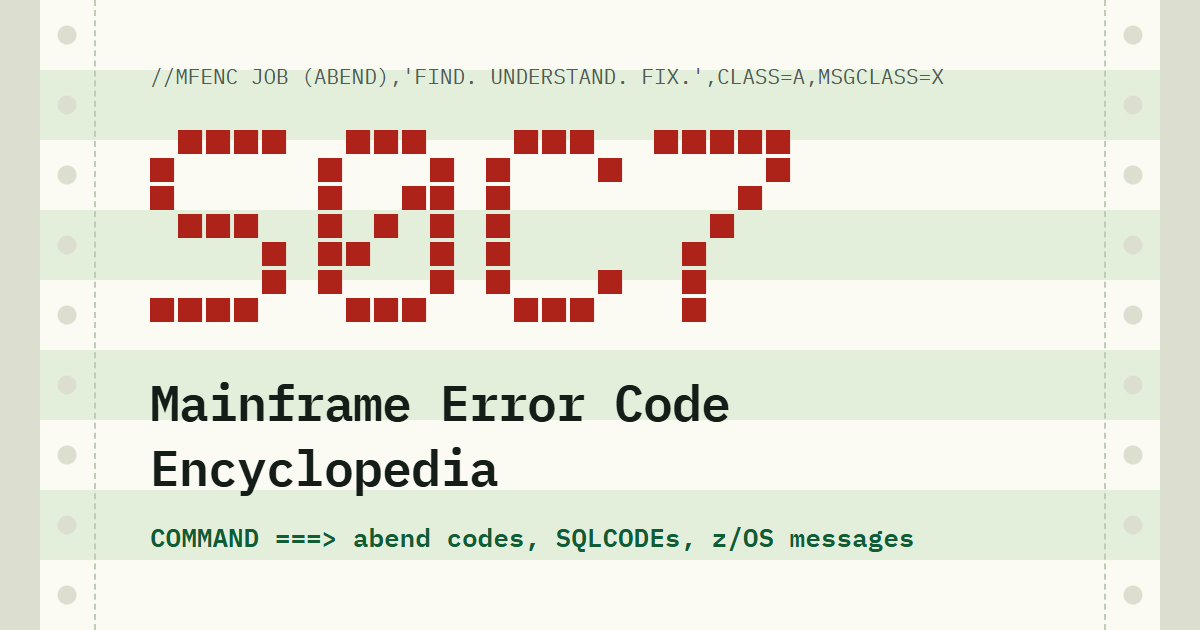 //MFENC JOB (ABEND),'FIND. UNDERSTAND. FIX.',CLASS=A,MSGCLASS=X
S0C7
Mainframe Error Code
Encyclopedia
COMMAND ===> abend codes, SQLCODEs, z/OS messages